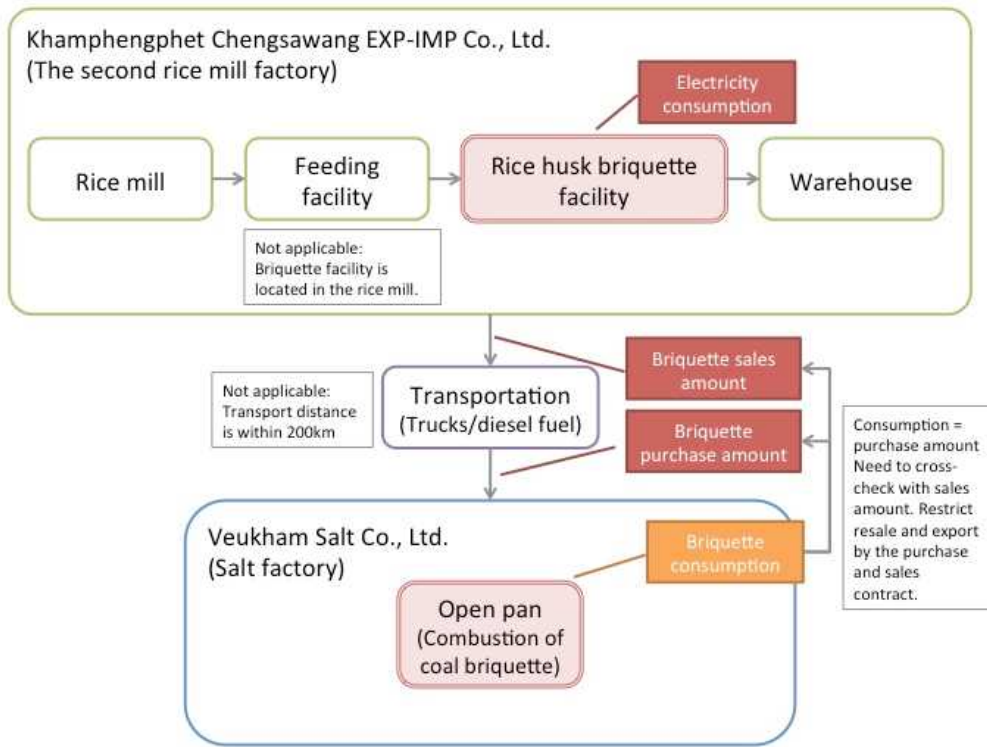 Khamphengphet Chengsawang EXP-IMP Co., Ltd.
(The second rice mill factory)
Electricity
consumption
Rice mill
Feeding
facility
Rice husk briquette
facility
Warehouse
Not applicable:
Briquette facility is
located in the rice mill.
Not applicable:
Transport distance
is within 200km
Transportation
(Trucks/diesel fuel)
Briquette sales
amount
Briquette
purchase amount
Consumption =
purchase amount
Need to cross-
check with sales
amount. Restrict
resale and export
by the purchase
and sales
contract.
Veukham Salt Co., Ltd.
(Salt factory)
Briquette
consumption
Open pan
(Combustion of
coal briquette)